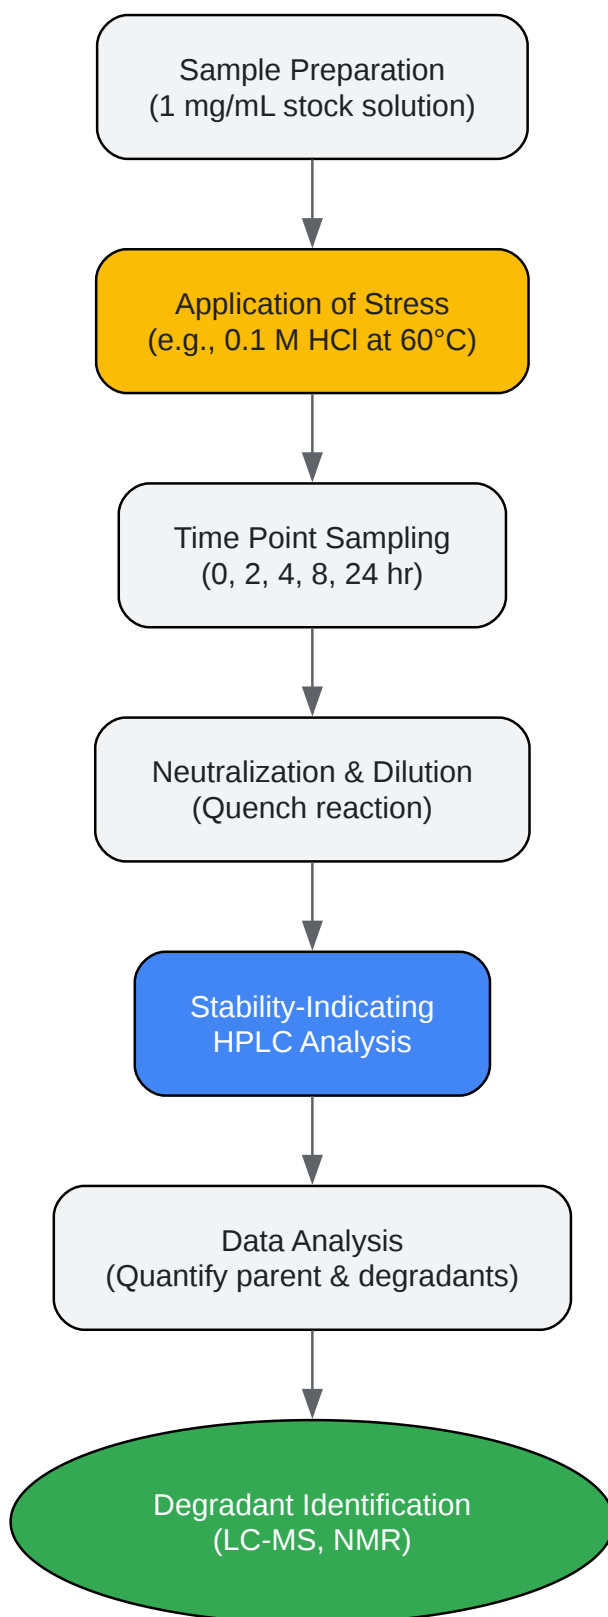 Sample Preparation
(1 mg/mL stock solution)
Application of Stress
(e.g., 0.1 M HCl at 60°C)
Time Point Sampling
(0, 2, 4, 8, 24 hr)
Neutralization & Dilution
(Quench reaction)
Stability-Indicating
HPLC Analysis
Data Analysis
(Quantify parent & degradants)
Degradant Identification
(LC-MS, NMR)